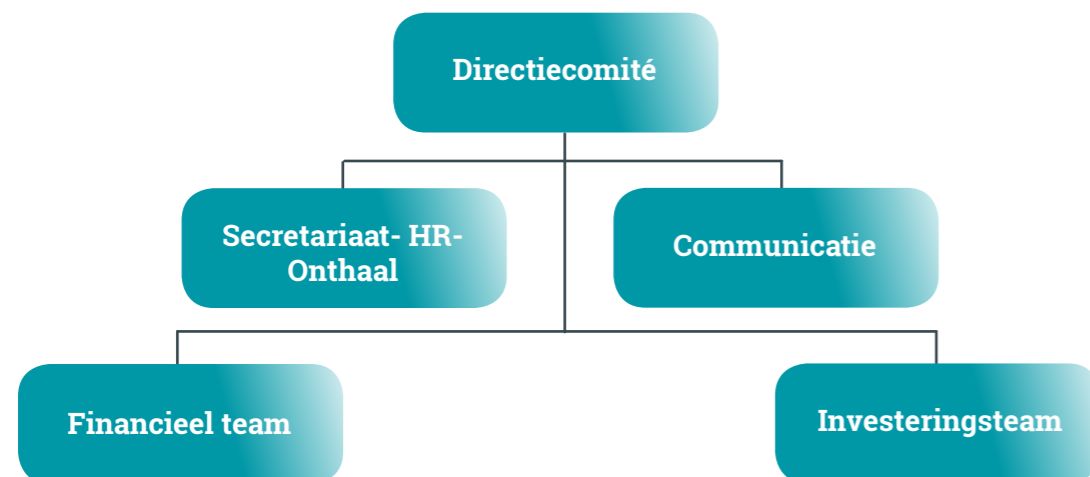 Directiecomité
Secretariaat- HR-
Onthaal
Communicatie
Financieel team
Investeringsteam